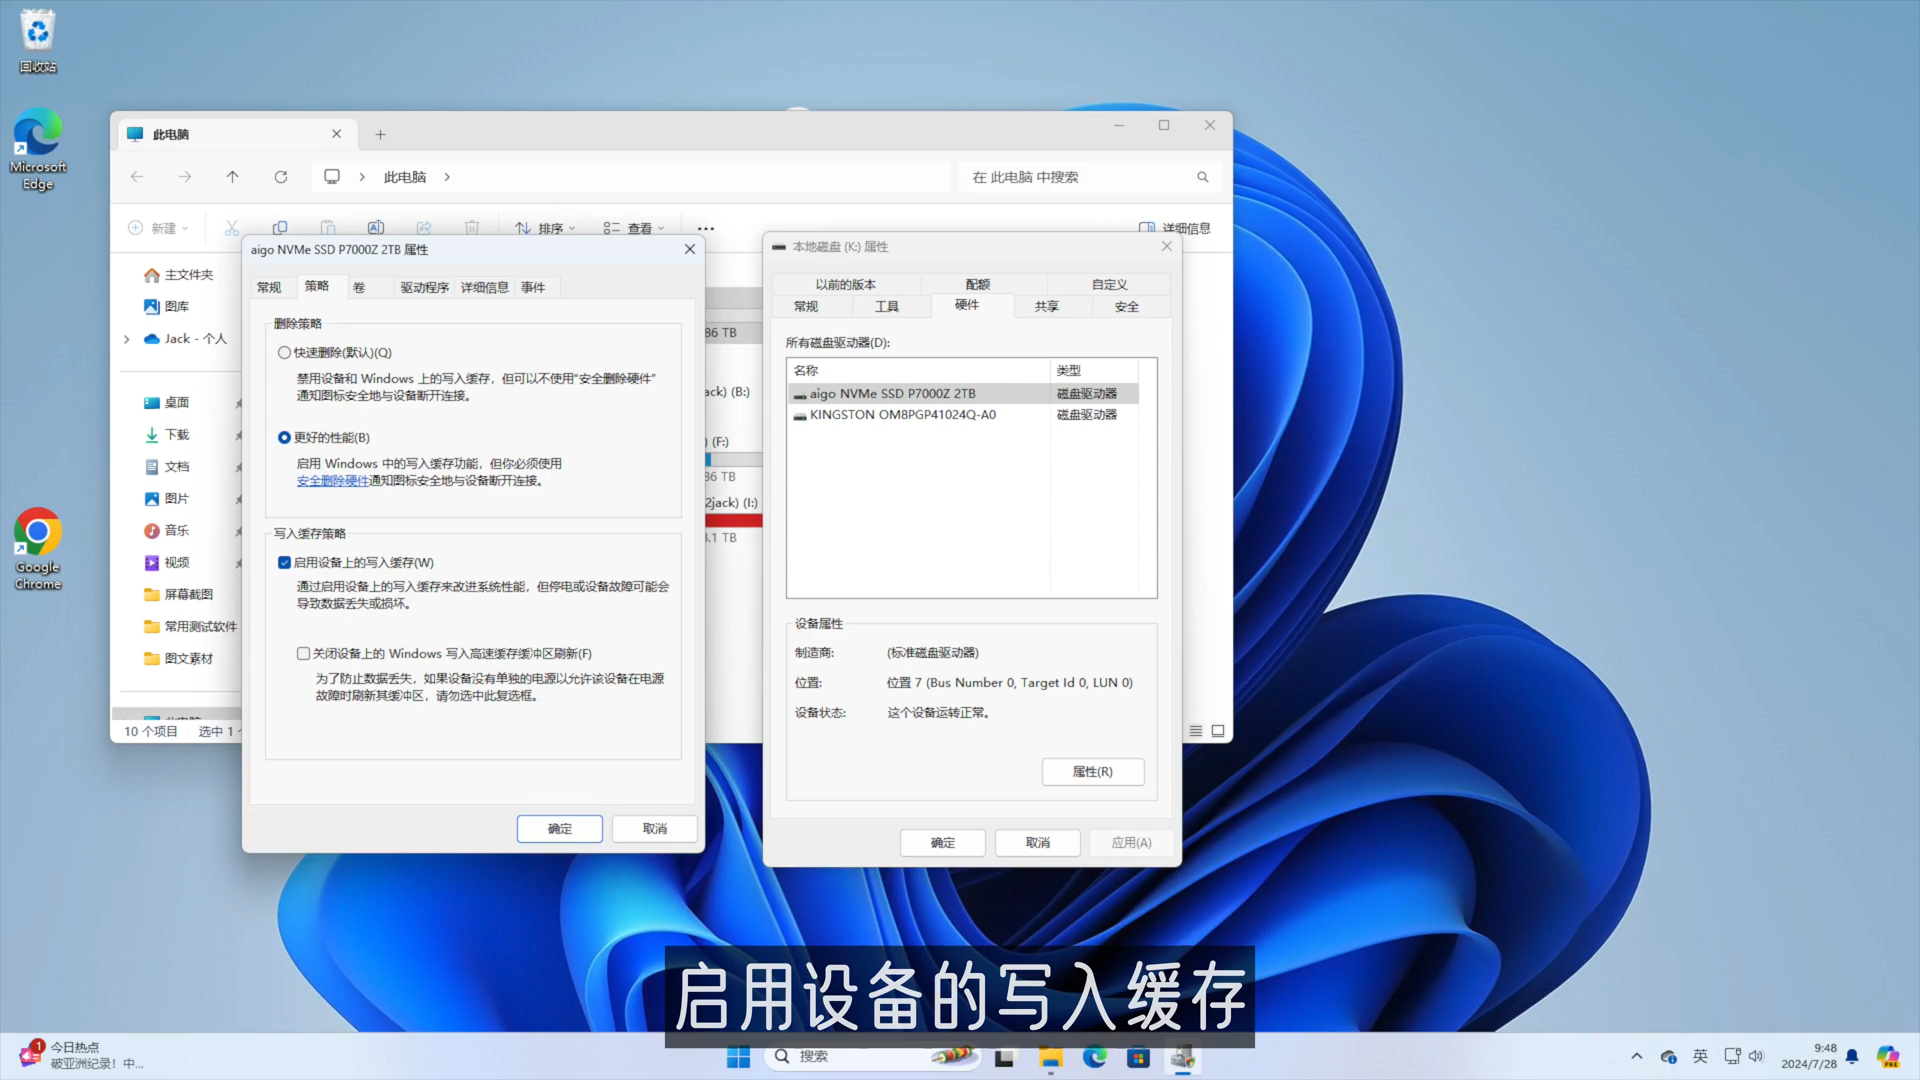 回收站
Microsoft
Edge
Google
Chrome
此电脑
此电脑
在 此电脑 中搜索
新建
排序
查看
详细信息
主文件夹
图库
Jack - 个人
桌面
下载
文档
图片
音乐
视频
屏幕截图
常用测试软件
图文素材
10 个项目
选中 1
86 TB
ack) (B:)
) (F:)
86 TB
2jack) (I:)
3.1 TB
aigo NVMe SSD P7000Z 2TB 属性
常规
策略
卷
驱动程序
详细信息
事件
删除策略
快速删除(默认)(Q)
禁用设备和 Windows 上的写入缓存，但可以不使用“安全删除硬件”
通知图标安全地与设备断开连接。
更好的性能(B)
启用 Windows 中的写入缓存功能，但你必须使用
安全删除硬件通知图标安全地与设备断开连接。
写入缓存策略
启用设备上的写入缓存(W)
通过启用设备上的写入缓存来改进系统性能，但停电或设备故障可能会
导致数据丢失或损坏。
关闭设备上的 Windows 写入高速缓存缓冲区刷新(F)
为了防止数据丢失，如果设备没有单独的电源以允许该设备在电源
故障时刷新其缓冲区，请勿选中此复选框。
确定
取消
本地磁盘 (K:) 属性
以前的版本
配额
自定义
常规
工具
硬件
共享
安全
所有磁盘驱动器(D):
名称
类型
aigo NVMe SSD P7000Z 2TB
磁盘驱动器
KINGSTON OM8PGP41024Q-A0
磁盘驱动器
设备属性
制造商:
(标准磁盘驱动器)
位置:
位置 7 (Bus Number 0, Target Id 0, LUN 0)
设备状态:
这个设备运转正常。
属性(R)
确定
取消
应用(A)
启用设备的写入缓存
1
今日热点
破亚洲纪录！中...
搜索
英
9:48
2024/7/28
PRE